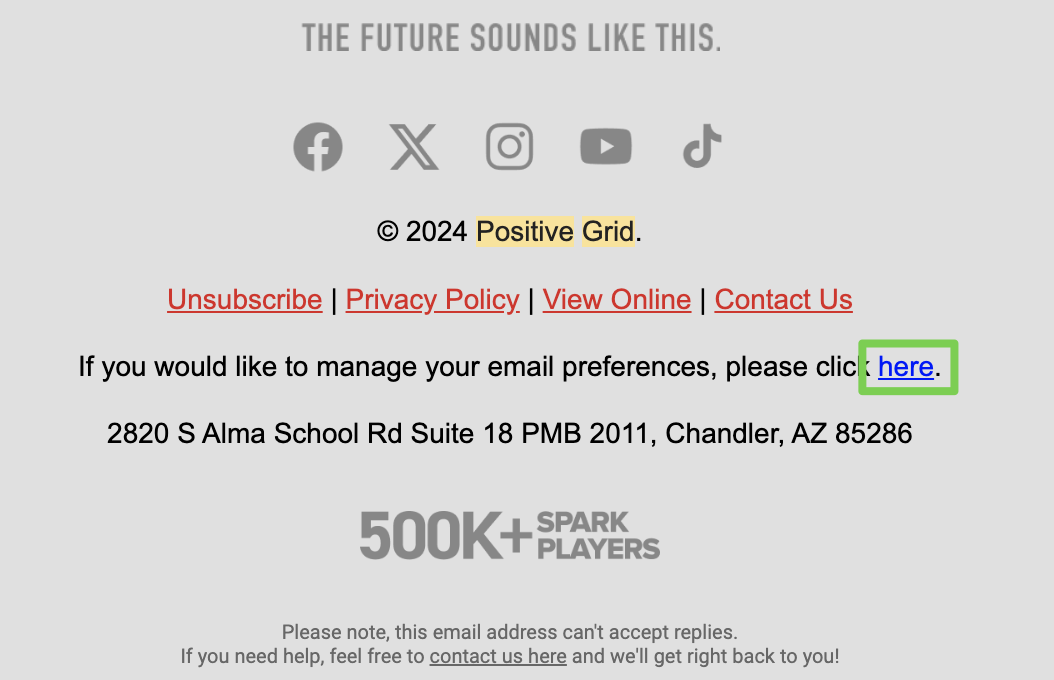 THE FUTURE SOUNDS LIKE THIS.
© 2024 Positive Grid.
Unsubscribe | Privacy Policy | View Online | Contact Us
If you would like to manage your email preferences, please click here.
2820 S Alma School Rd Suite 18 PMB 2011, Chandler, AZ 85286
500K+ SPARK
PLAYERS
Please note, this email address can't accept replies.
If you need help, feel free to contact us here and we'll get right back to you!